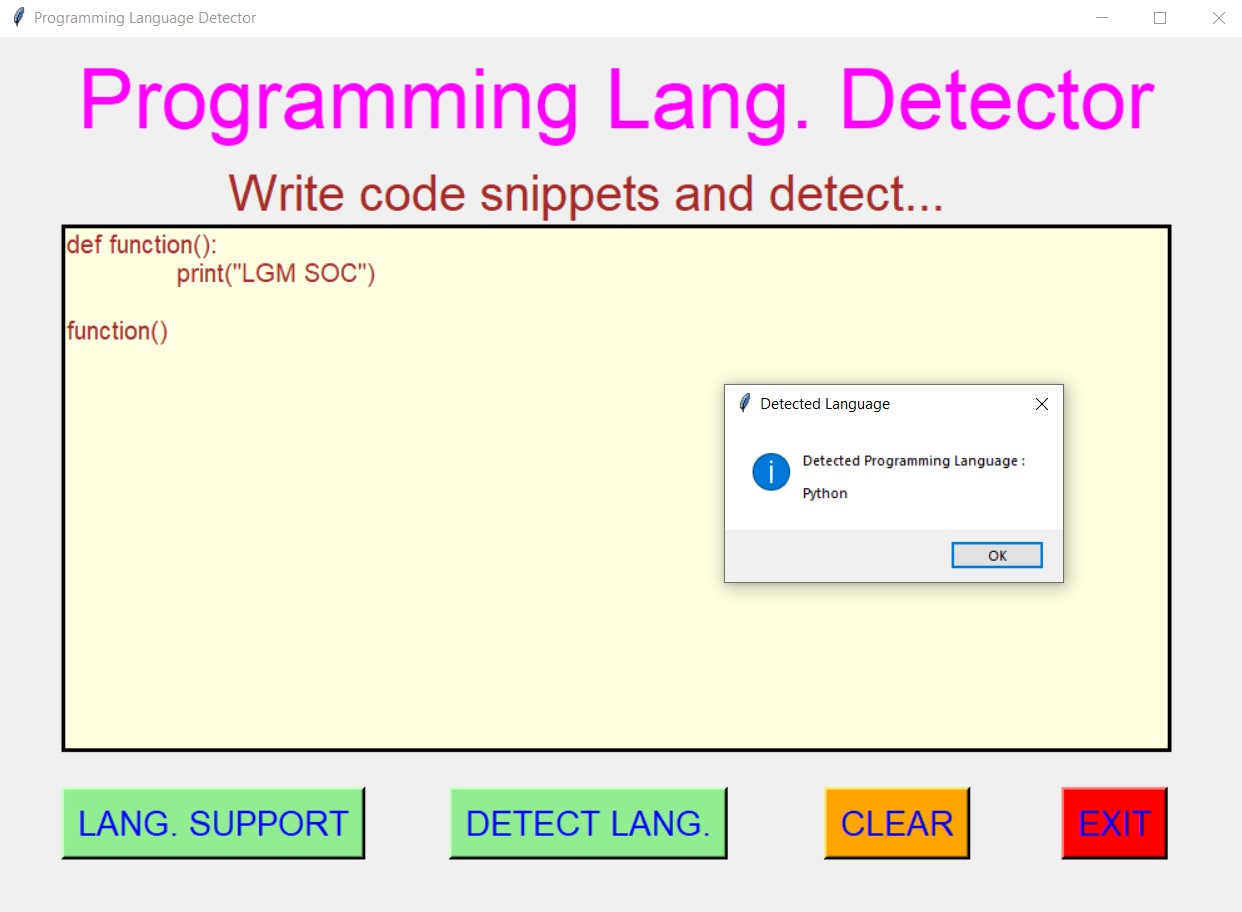 Programming Language Detector
Programming Lang. Detector
Write code snippets and detect...
def function():
print("LGM SOC")
function()
Detected Language
Detected Programming Language :
Python
OK
LANG. SUPPORT
DETECT LANG.
CLEAR
EXIT